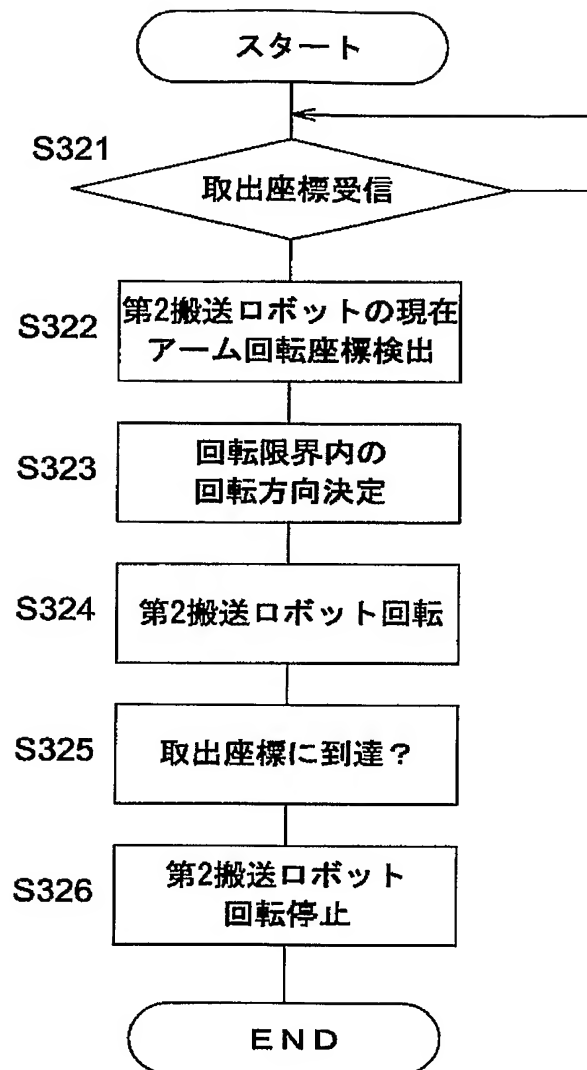 スタート
S321
取出座標受信
S322
第2搬送ロボットの現在
アーム回転座標検出
S323
回転限界内の
回転方向決定
S324
第2搬送ロボット回転
S325
取出座標に到達?
S326
第2搬送ロボット
回転停止
END